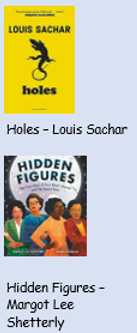 LOUIS SACHAR
holes
Holes – Louis Sachar
HIDDEN
FIGURES
Hidden Figures –
Margot Lee
Shetterly